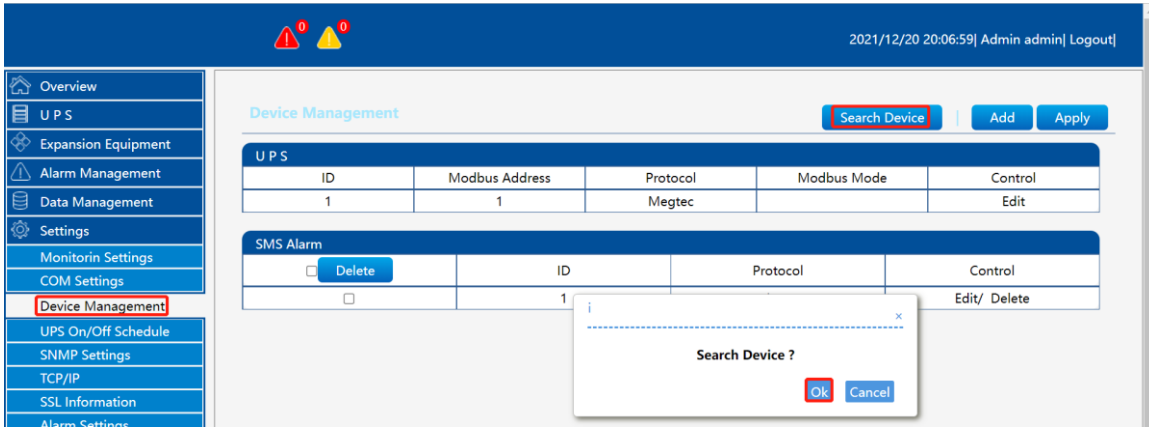 0 0
2021/12/20 20:06:59| Admin admin| Logout|
Overview
U P S
Expansion Equipment
Alarm Management
Data Management
Settings
Monitorin Settings
COM Settings
Device Management
UPS On/Off Schedule
SNMP Settings
TCP/IP
SSL Information
Alarm Settings
Device Management
Search Device | Add Apply
U P S
ID Modbus Address Protocol Modbus Mode Control
1 1 Megtec Edit
SMS Alarm
Delete ID Protocol Control
1 Edit/ Delete
i ×
Search Device ?
Ok Cancel